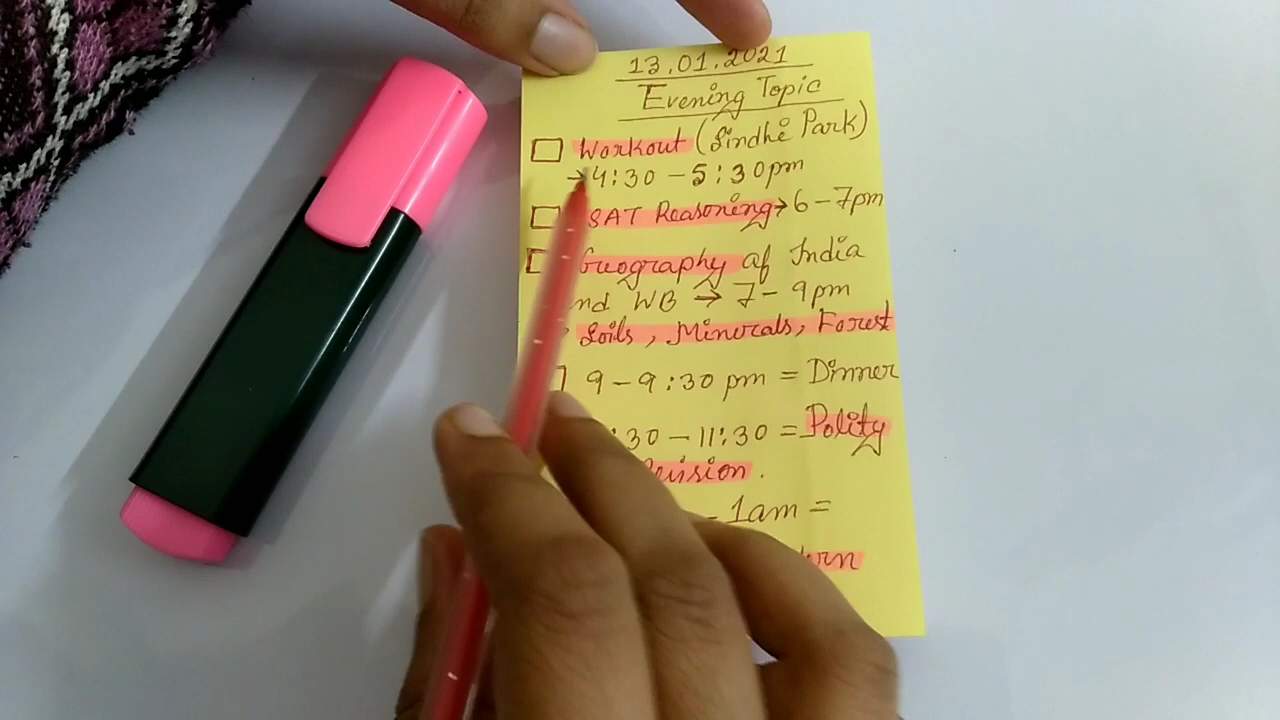 13.01.2021
Evening Topic
Workout (Sindhi Park)
→ 4:30 - 5:30pm
SAT Reasoning → 6-7pm
Geography of India
nd WB → 7- 9pm
Soils, Minerals, Forest
9-9:30 pm = Dinner
:30 - 11:30 = Polity
- 1am =